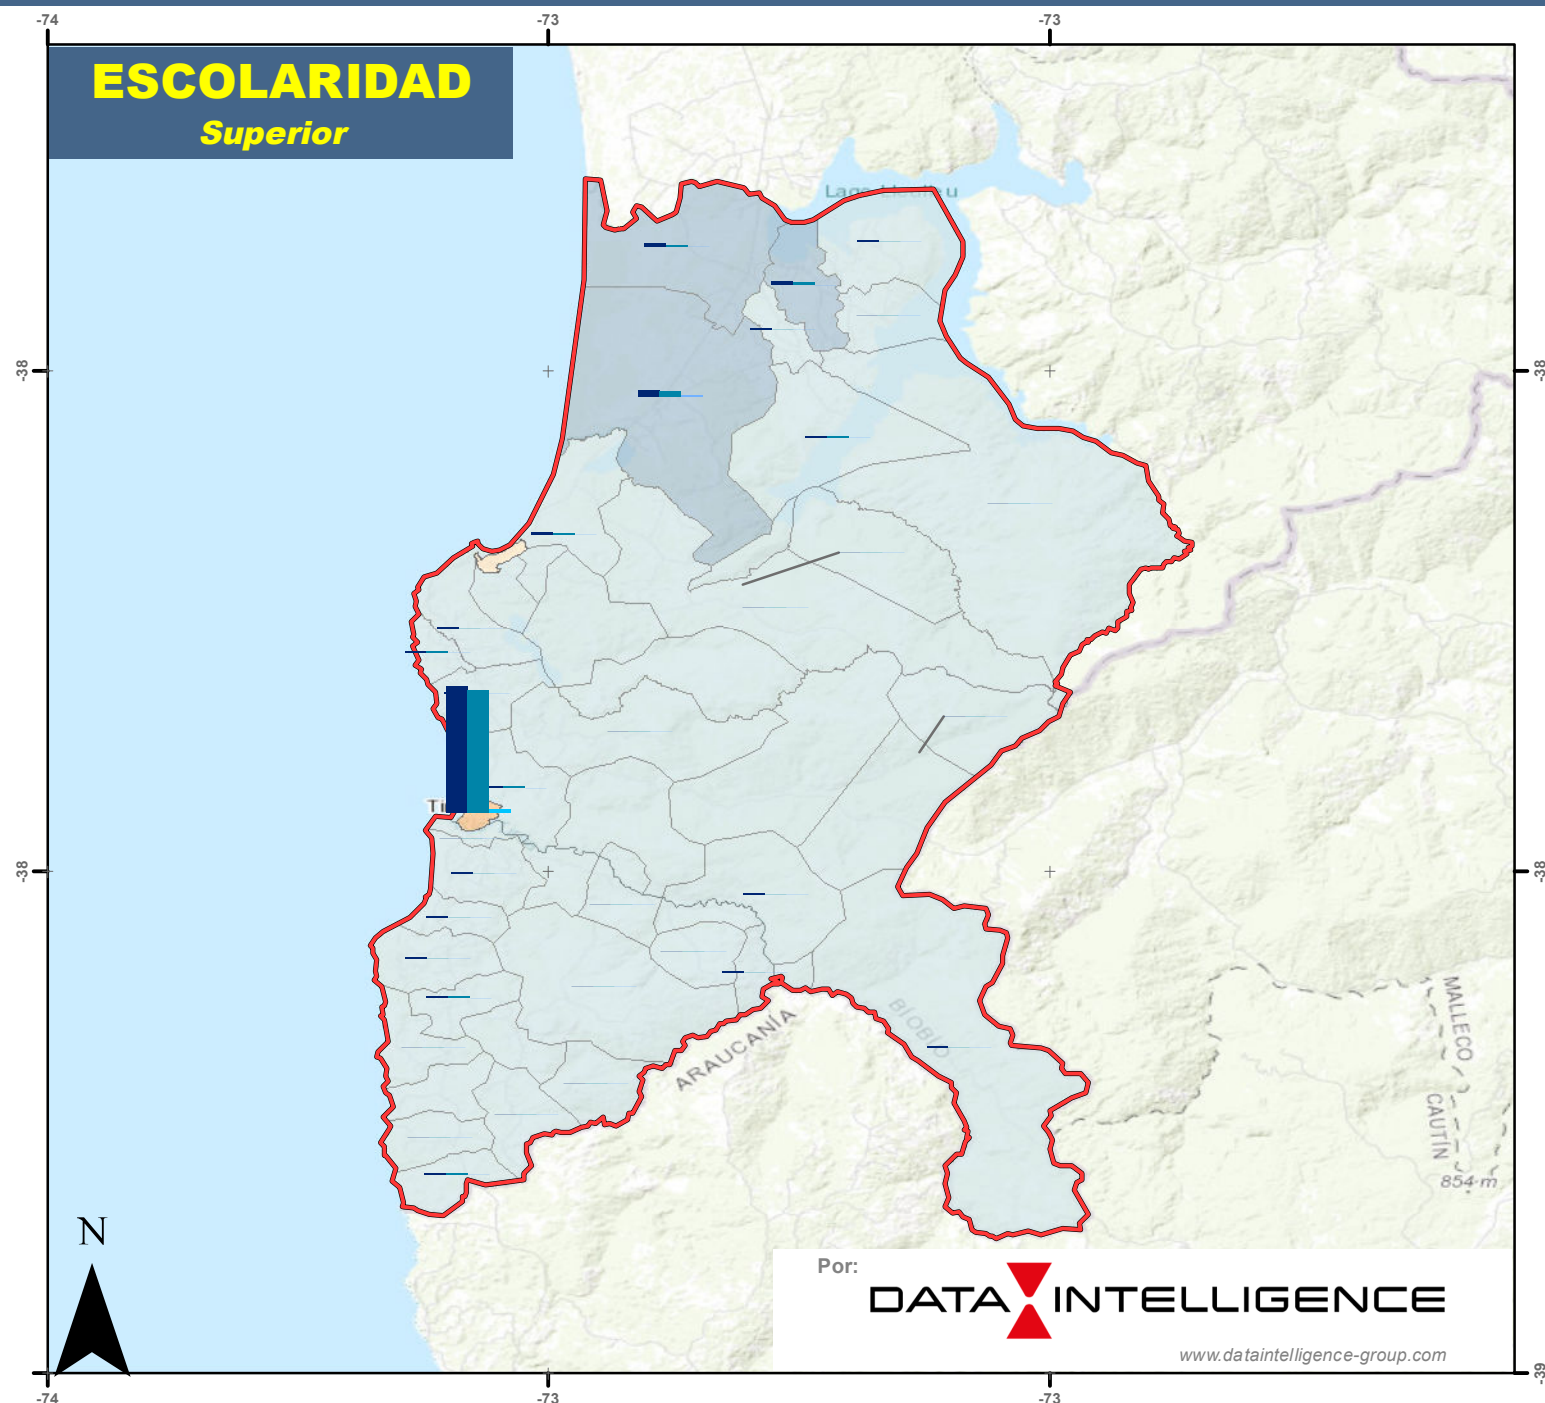 -74
-73
-73
ESCOLARIDAD
Superior
-38
-38
-38
-38
ARAUCANÍA
BIOBÍO
MALLECO
CAUTÍN
854 m
N
Por:
DATA INTELLIGENCE
www.dataintelligence-group.com
-39
-74
-73
-73